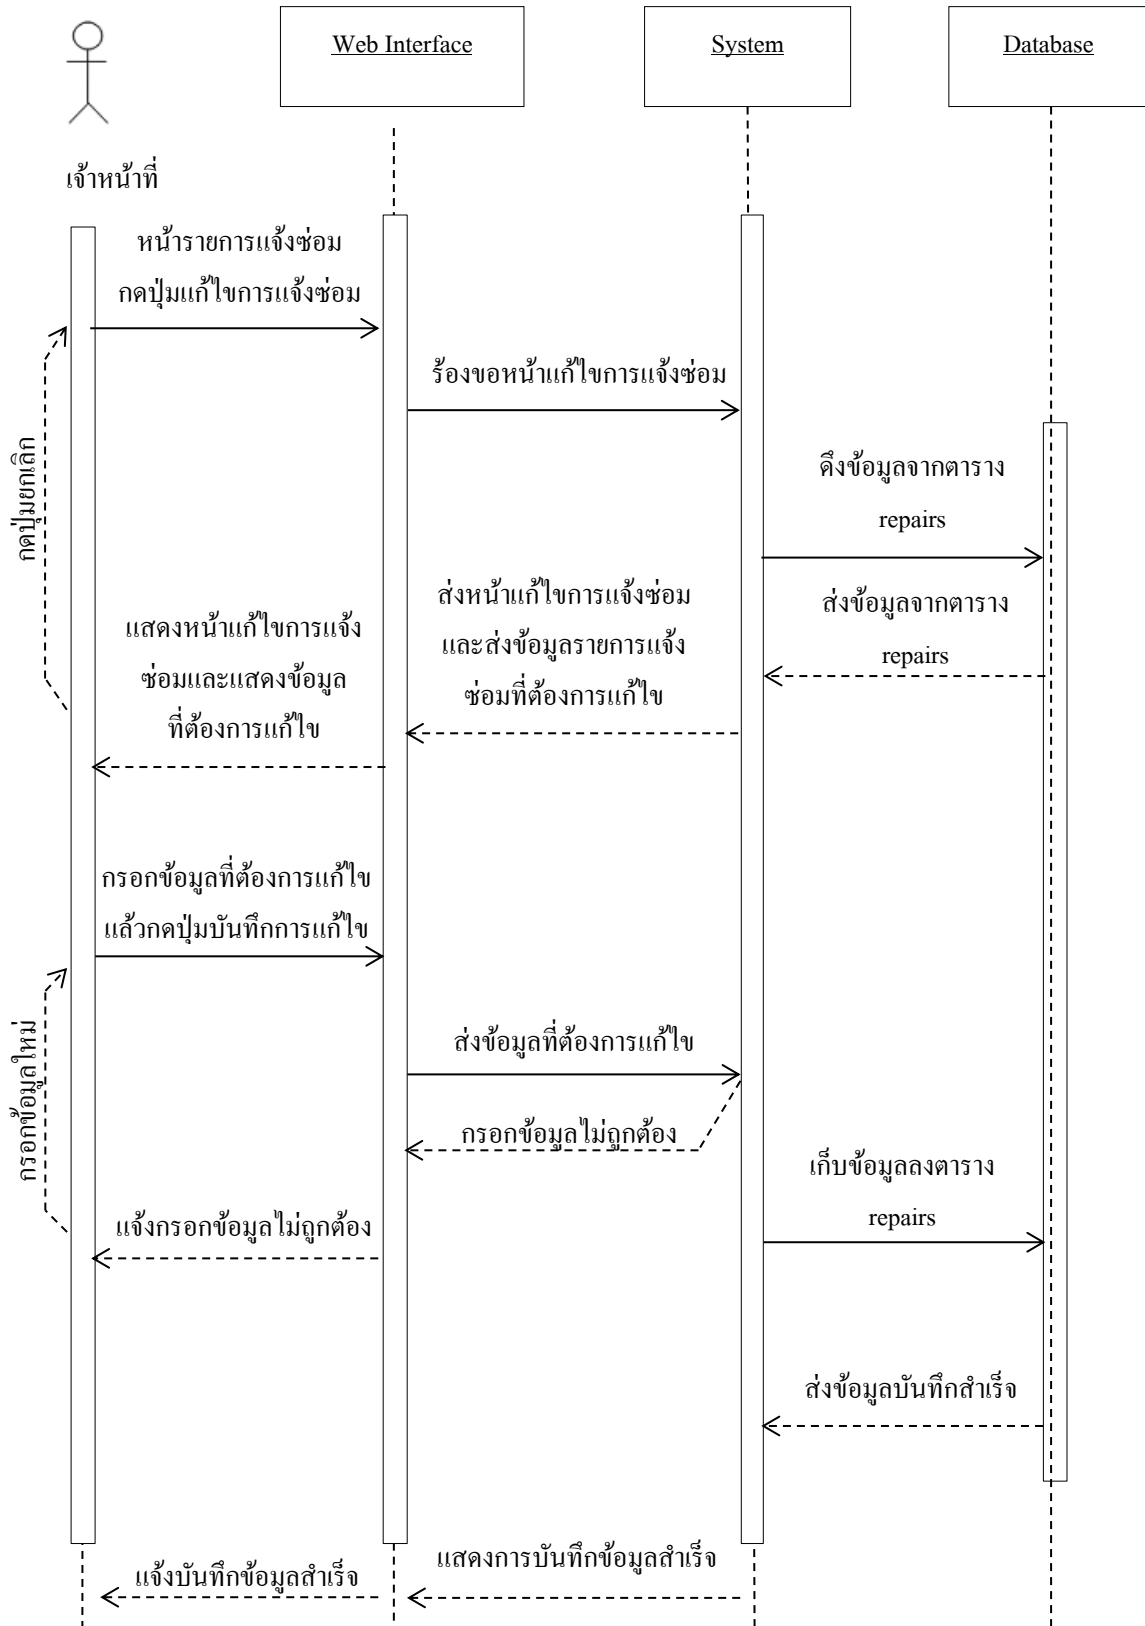 Web Interface
System
Database
เจ้าหน้าที่
หน้ารายการแจ้งซ่อม
กดปุ่มแก้ไขการแจ้งซ่อม
ร้องขอหน้าแก้ไขการแจ้งซ่อม
กดปุ่มยกเลิก
ดึงข้อมูลจากตาราง
repairs
ส่งข้อมูลจากตาราง
repairs
ส่งหน้าแก้ไขการแจ้งซ่อม
และส่งข้อมูลรายการแจ้ง
ซ่อมที่ต้องการแก้ไข
แสดงหน้าแก้ไขการแจ้ง
ซ่อมและแสดงข้อมูล
ที่ต้องการแก้ไข
กรอกข้อมูลที่ต้องการแก้ไข
แล้วกดปุ่มบันทึกการแก้ไข
กรอกข้อมูลใหม่
ส่งข้อมูลที่ต้องการแก้ไข
กรอกข้อมูลไม่ถูกต้อง
เก็บข้อมูลลงตาราง
repairs
แจ้งกรอกข้อมูลไม่ถูกต้อง
ส่งข้อมูลบันทึกสำเร็จ
แสดงการบันทึกข้อมูลสำเร็จ
แจ้งบันทึกข้อมูลสำเร็จ